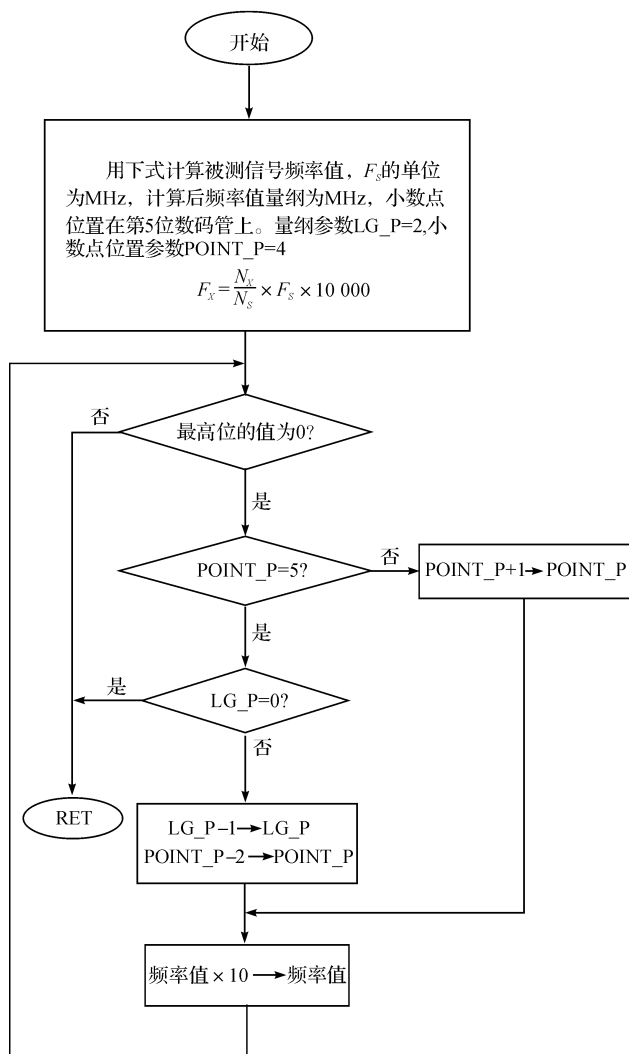 开始
用下式计算被测信号频率值，F_S的单位
为MHz，计算后频率值量纲为MHz，小数点
位置在第5位数码管上。量纲参数LG_P=2,小
数点位置参数POINT_P=4
F_X = N_X/N_S × F_S × 10 000
否
最高位的值为0?
是
POINT_P=5?
否
POINT_P+1→POINT_P
是
是
LG_P=0?
否
RET
LG_P−1→LG_P
POINT_P−2→POINT_P
频率值×10→频率值